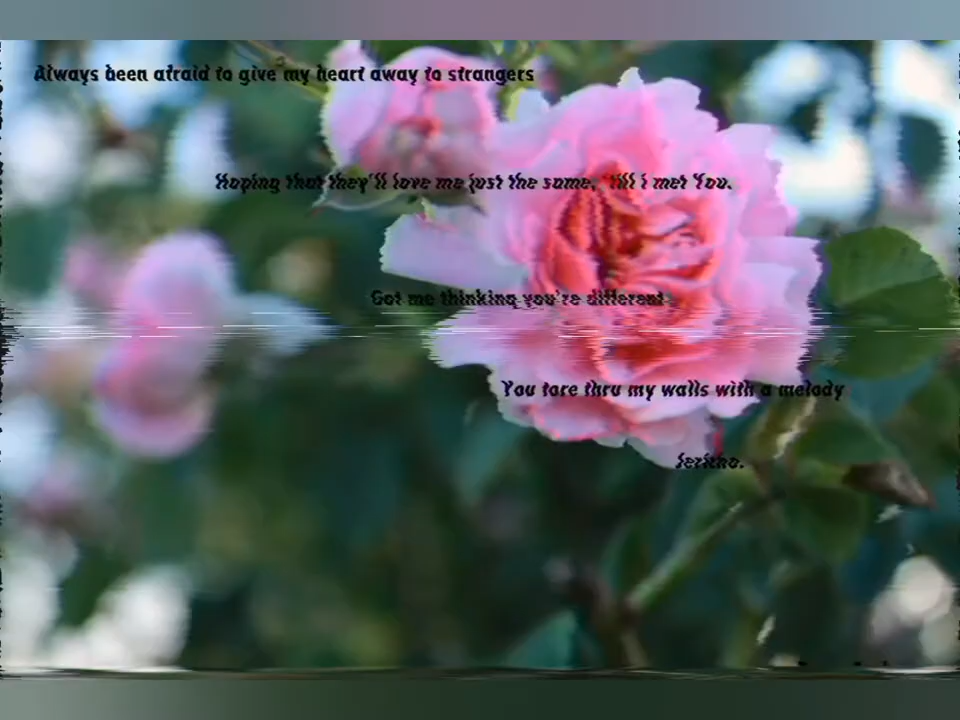 Always been afraid to give my heart away to strangers
Hoping that they'll love me just the same, 'till i met You.
Got me thinking you're different
You tore thru my walls with a melody
Jericho.